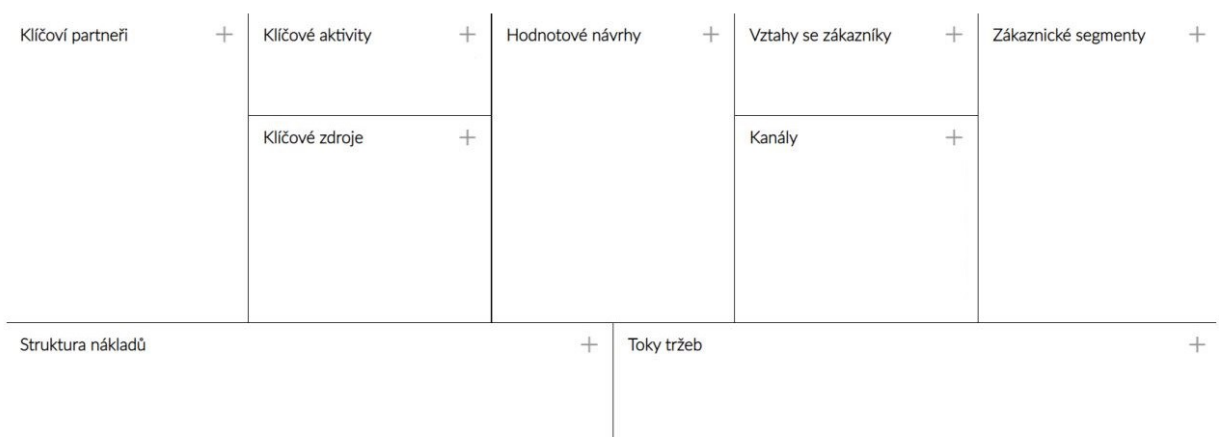 Klíčoví partneři +
Klíčové aktivity +
Hodnotové návrhy +
Vztahy se zákazníky +
Zákaznické segmenty +
Klíčové zdroje +
Kanály +
Struktura nákladů +
Toky tržeb +